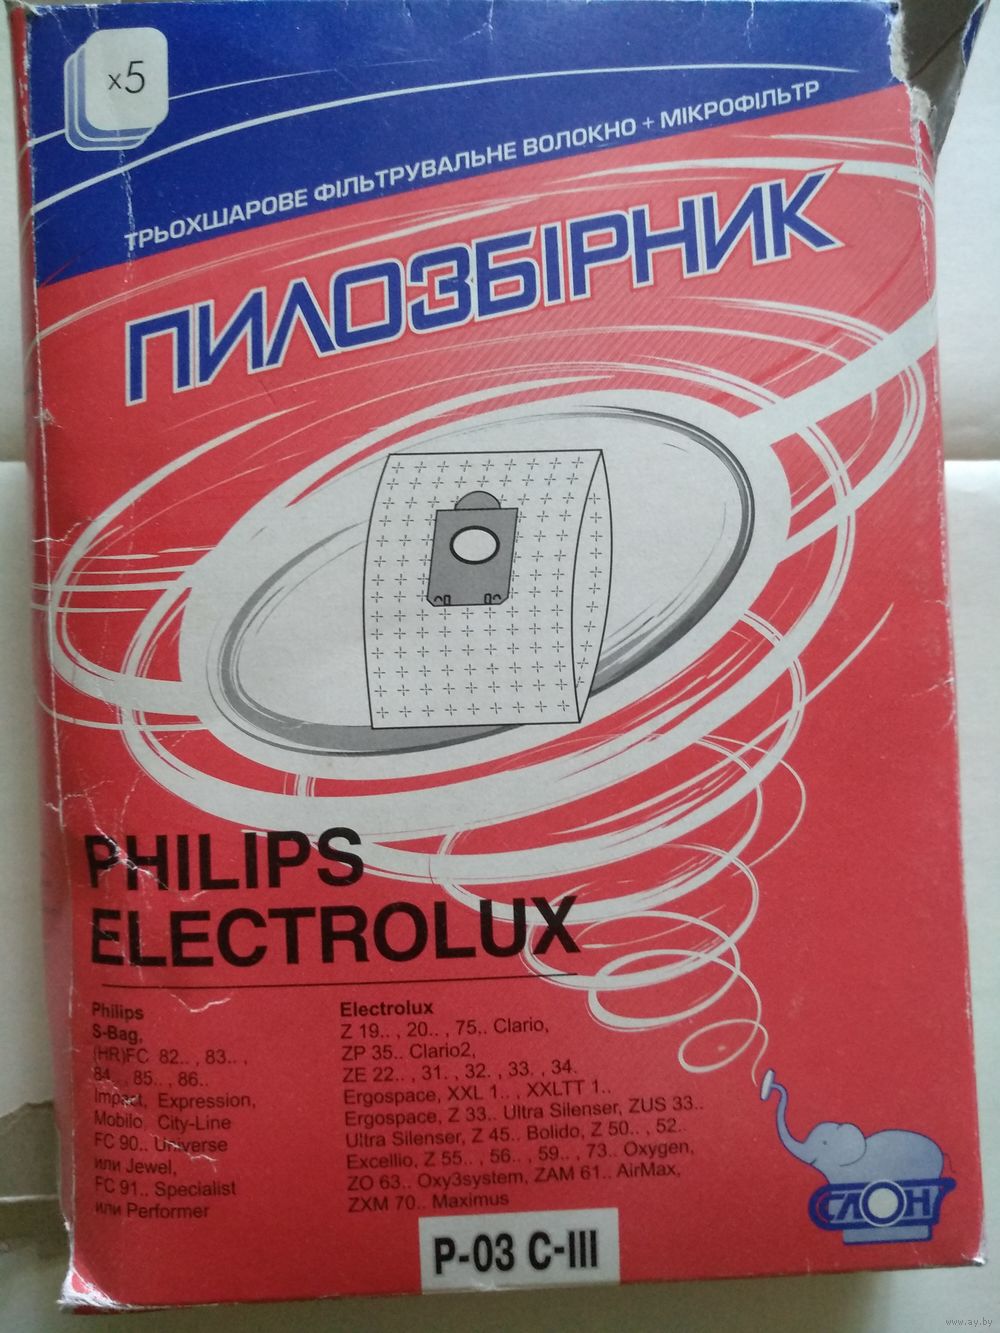 x5
ТРЬОХШАРОВЕ ФІЛЬТРУВАЛЬНЕ ВОЛОКНО + МІКРОФІЛЬТР
ПИЛОЗБІРНИК
PHILIPS
ELECTROLUX
Philips
S-Bag,
(HR)FC 82.. , 83.. ,
84.. , 85.. , 86..
Impact, Expression,
Mobilo City-Line
FC 90.. Universe
или Jewel,
FC 91.. Specialist
или Performer
Electrolux
Z 19.. , 20.. , 75.. Clario,
ZP 35.. Clario2,
ZE 22.. , 31. , 32. , 33. , 34.
Ergospace, XXL 1.. , XXLTT 1..
Ergospace, Z 33.. Ultra Silenser, ZUS 33..
Ultra Silenser, Z 45.. Bolido, Z 50.. , 52..
Excellio, Z 55.. , 56.. , 59.. , 73.. Oxygen,
ZO 63.. Oxy3system, ZAM 61.. AirMax,
ZXM 70.. Maximus
СЛОН
P-03 C-III
www.ay.by